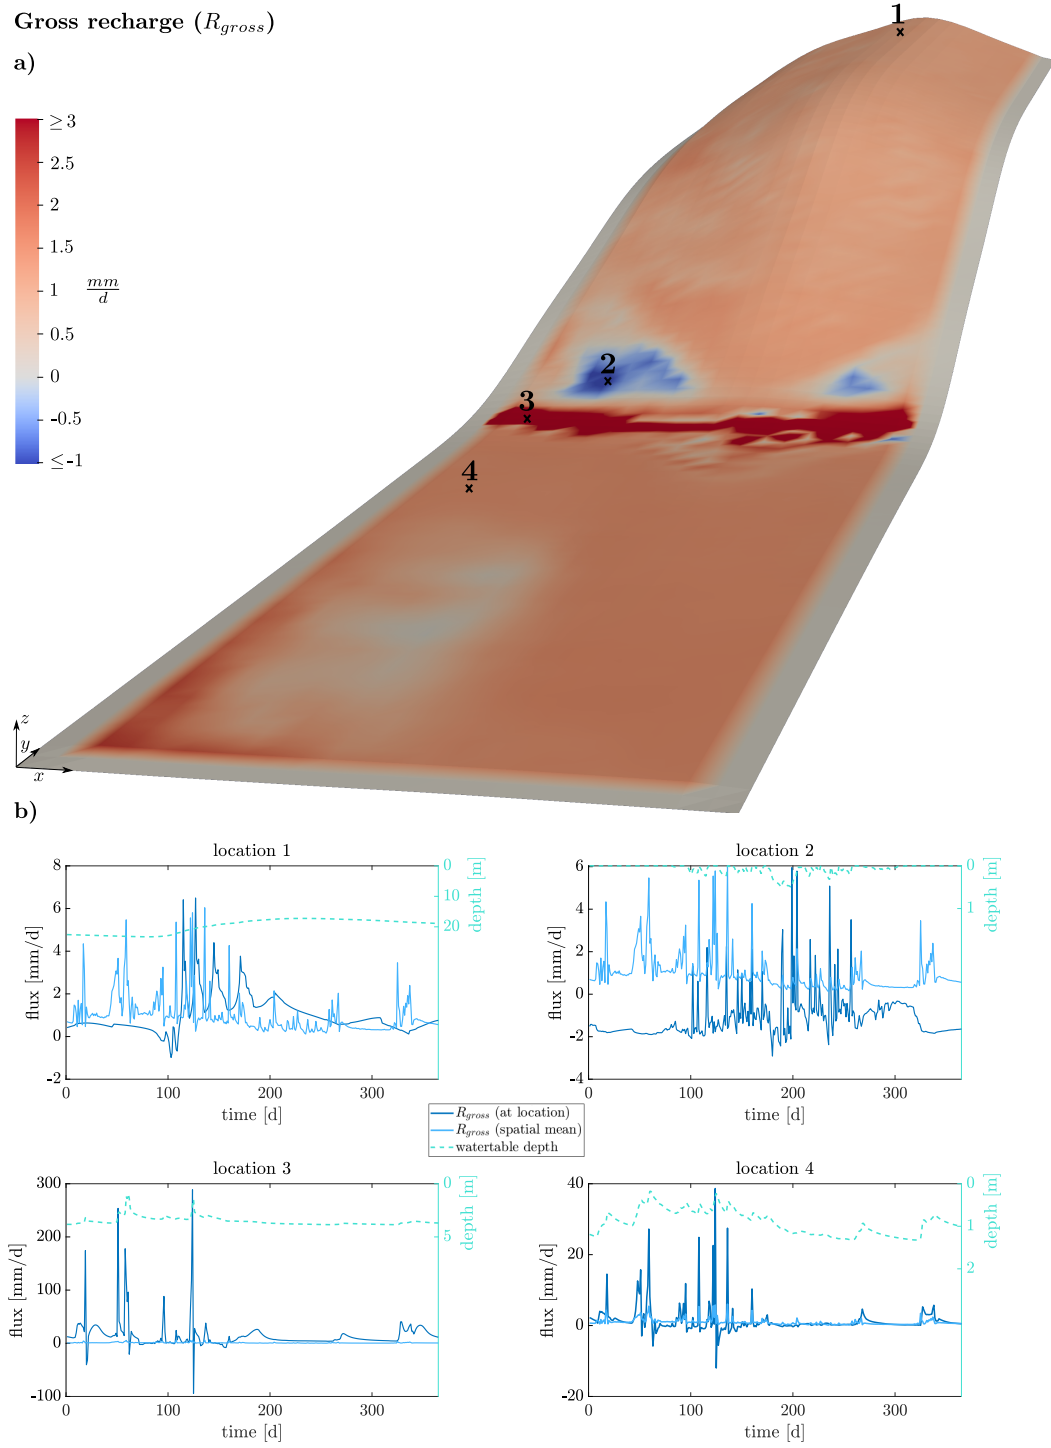 Gross recharge (R_gross)
a)
≥3
2.5
2
1.5
1
0.5
0
-0.5
≤-1
mm
d
1
2
3
4
z
y
x
b)
location 1
8
6
4
2
0
-2
flux [mm/d]
0
100
200
300
time [d]
0
10
20
depth [m]
location 2
6
4
2
0
-2
-4
flux [mm/d]
0
100
200
300
time [d]
0
1
depth [m]
R_gross (at location)
R_gross (spatial mean)
watertable depth
location 3
300
200
100
0
-100
flux [mm/d]
0
100
200
300
time [d]
0
5
depth [m]
location 4
40
20
0
-20
flux [mm/d]
0
100
200
300
time [d]
0
1
2
depth [m]